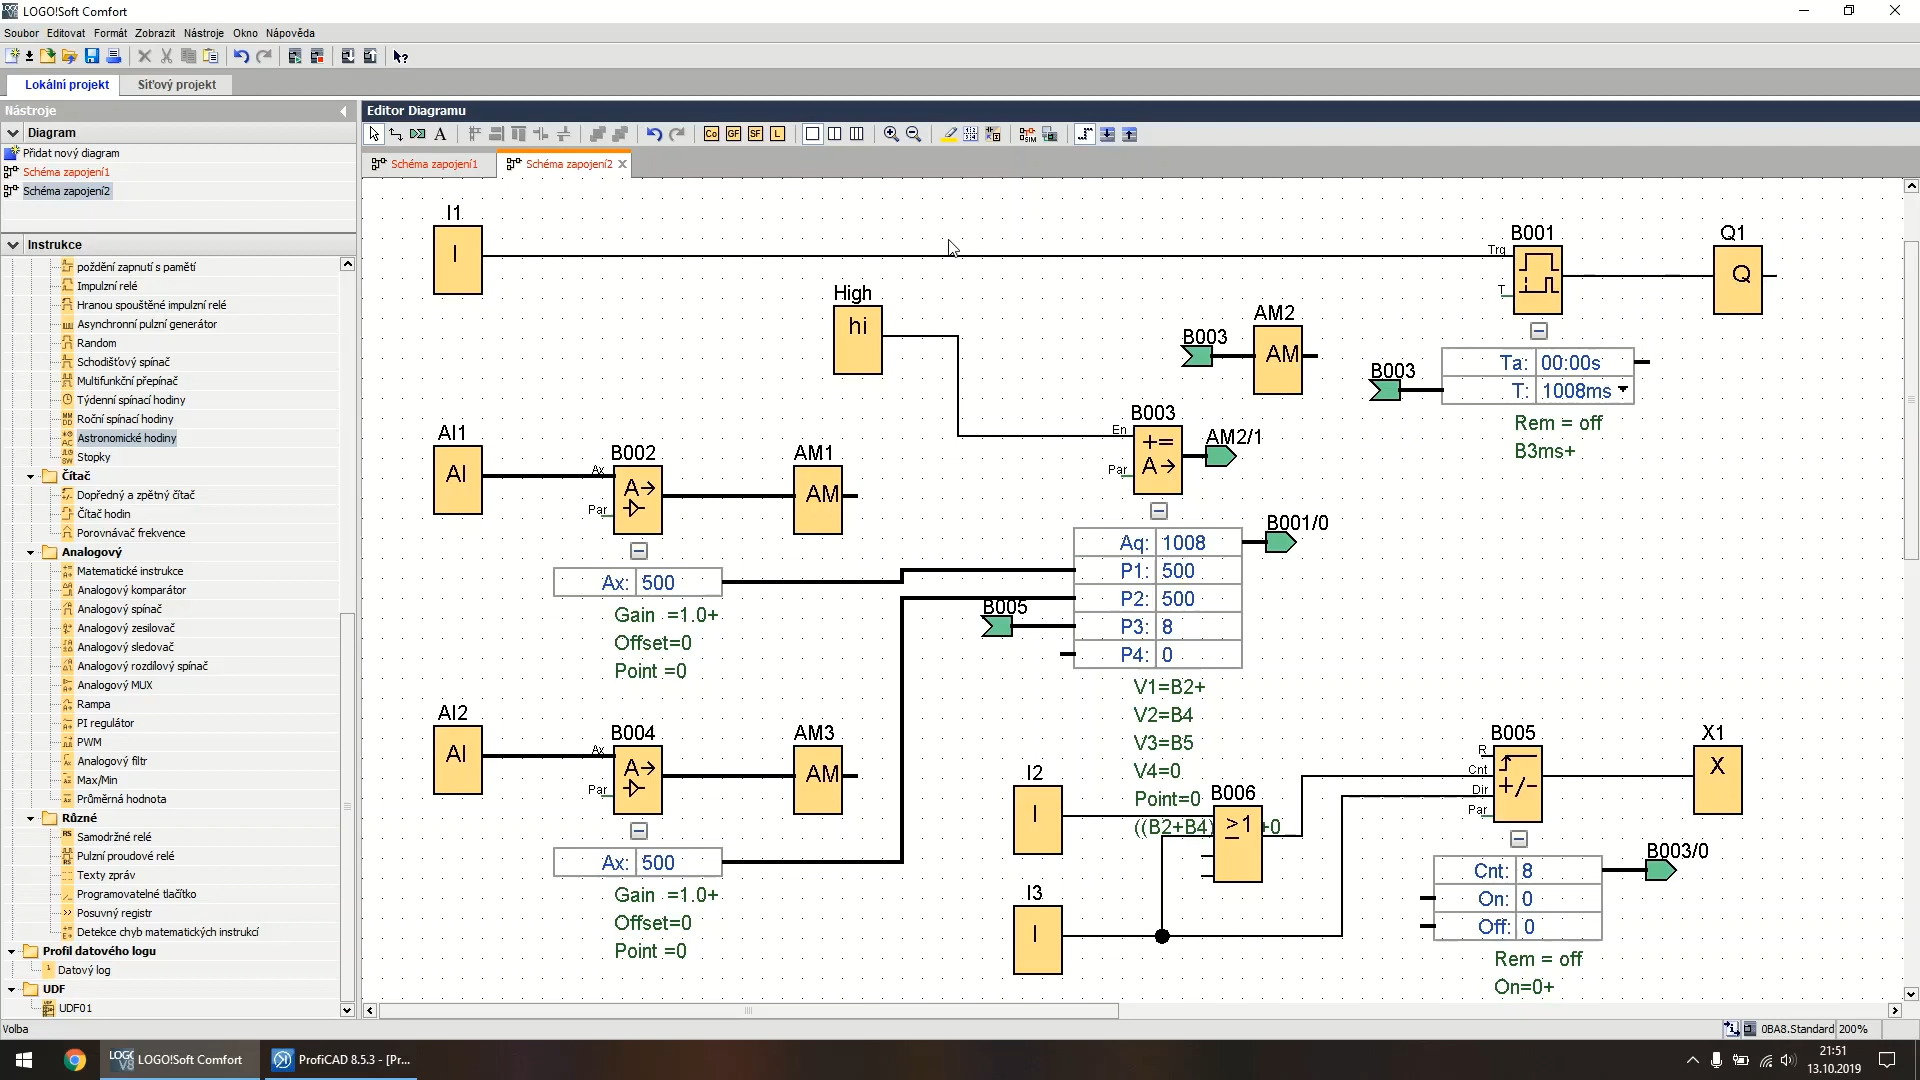 LOGO!Soft Comfort
Soubor Editovat Formát Zobrazit Nástroje Okno Nápověda
Lokální projekt Síťový projekt
Nástroje
Diagram
Přidat nový diagram
Schéma zapojení1
Schéma zapojení2
Instrukce
poždění zapnutí s pamětí
Impulzní relé
Hranou spouštěné impulzní relé
Asynchronní pulzní generátor
Random
Schodišťový spínač
Multifunkční přepínač
Týdenní spínací hodiny
Roční spínací hodiny
Astronomické hodiny
Stopky
Čítač
Dopředný a zpětný čítač
Čítač hodin
Porovnávač frekvence
Analogový
Matematické instrukce
Analogový komparátor
Analogový spínač
Analogový zesilovač
Analogový sledovač
Analogový rozdílový spínač
Analogový MUX
Rampa
PI regulátor
PWM
Analogový filtr
Max/Min
Průměrná hodnota
Různé
Samodržné relé
Pulzní proudové relé
Texty zpráv
Programovatelné tlačítko
Posuvný registr
Detekce chyb matematických instrukcí
Profil datového logu
Datový log
UDF
UDF01
Editor Diagramu
A Co GF SF L
Schéma zapojení1 Schéma zapojení2
I1
I
High
hi
AM2
B003
AM
B001
Trg
T
Q1
Q
B003
Ta: 00:00s
T: 1008ms
Rem = off
B3ms+
AI1
AI
B002
Ax
A→
Par
AM1
AM
B003
En
+=
A→
Par
AM2/1
Ax: 500
Gain =1.0+
Offset=0
Point =0
B001/0
Aq: 1008
P1: 500
P2: 500
B005
P3: 8
P4: 0
V1=B2+
V2=B4
V3=B5
V4=0
Point=0
((B2+B4) +0
AI2
AI
B004
Ax
A→
Par
AM3
AM
Ax: 500
Gain =1.0+
Offset=0
Point =0
I2
I
B006
≥1
I3
I
B005
R
Cnt
Dir
Par
+/-
X1
X
B003/0
Cnt: 8
On: 0
Off: 0
Rem = off
On=0+
Volba
0BA8.Standard 200%
LOGO!Soft Comfort
ProfiCAD 8.5.3 - [Pr...
21:51
13.10.2019